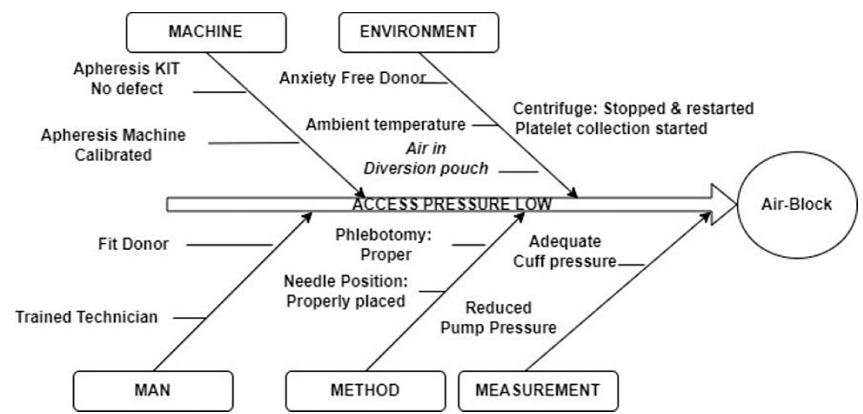 MACHINE
ENVIRONMENT
Apheresis KIT
No defect
Anxiety Free Donor
Centrifuge: Stopped & restarted
Platelet collection started
Ambient temperature
Apheresis Machine
Calibrated
Air in
Diversion pouch
ACCESS PRESSURE LOW
Air-Block
Fit Donor
Phlebotomy:
Proper
Adequate
Cuff pressure
Needle Position:
Properly placed
Trained Technician
Reduced
Pump Pressure
MAN
METHOD
MEASUREMENT